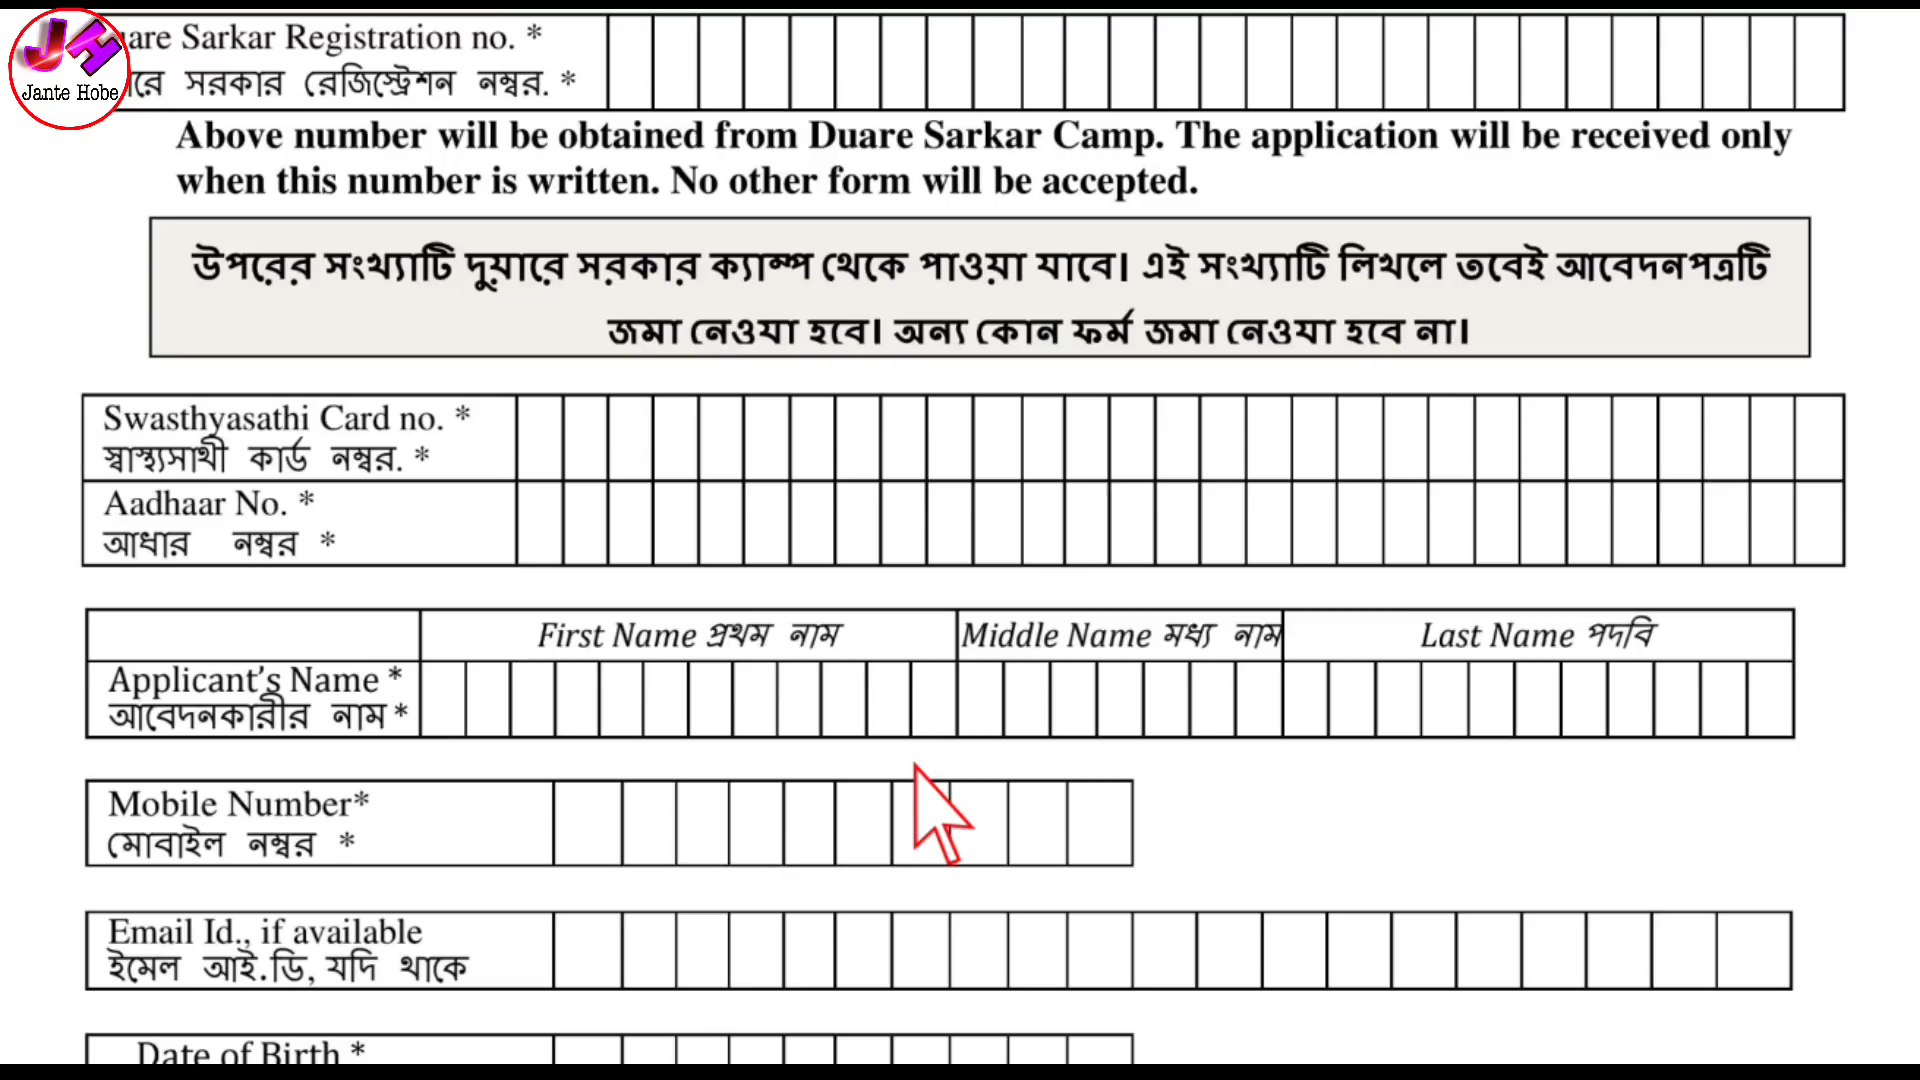 JH
Jante Hobe
are Sarkar Registration no. *
রে সরকার রেজিস্ট্রেশন নম্বর. *
Above number will be obtained from Duare Sarkar Camp. The application will be received only
when this number is written. No other form will be accepted.
উপরের সংখ্যাটি দুয়ারে সরকার ক্যাম্প থেকে পাওয়া যাবে। এই সংখ্যাটি লিখলে তবেই আবেদনপত্রটি
জমা নেওয়া হবে। অন্য কোন ফর্ম জমা নেওয়া হবে না।
Swasthyasathi Card no. *
স্বাস্থ্যসাথী কার্ড নম্বর. *
Aadhaar No. *
আধার নম্বর *
First Name প্রথম নাম Middle Name মধ্য নাম Last Name পদবি
Applicant’s Name *
আবেদনকারীর নাম *
Mobile Number*
মোবাইল নম্বর *
Email Id., if available
ইমেল আই.ডি, যদি থাকে
Date of Birth *